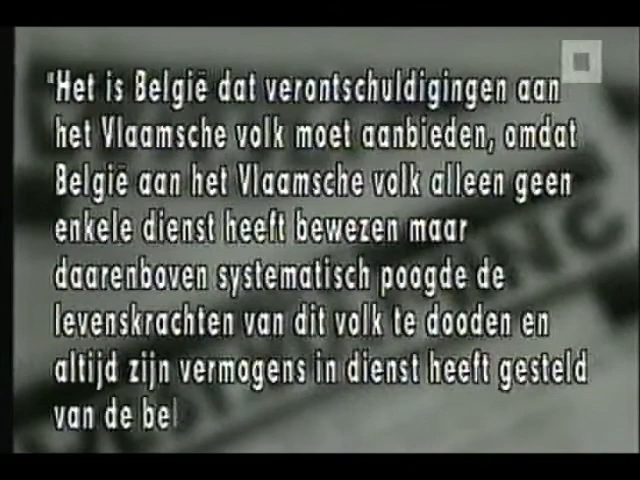 "Het is België dat verontschuldigingen aan
het Vlaamsche volk moet aanbieden, omdat
België aan het Vlaamsche volk alleen geen
enkele dienst heeft bewezen maar
daarenboven systematisch poogde de
levenskrachten van dit volk te dooden en
altijd zijn vermogens in dienst heeft gesteld
van de bel